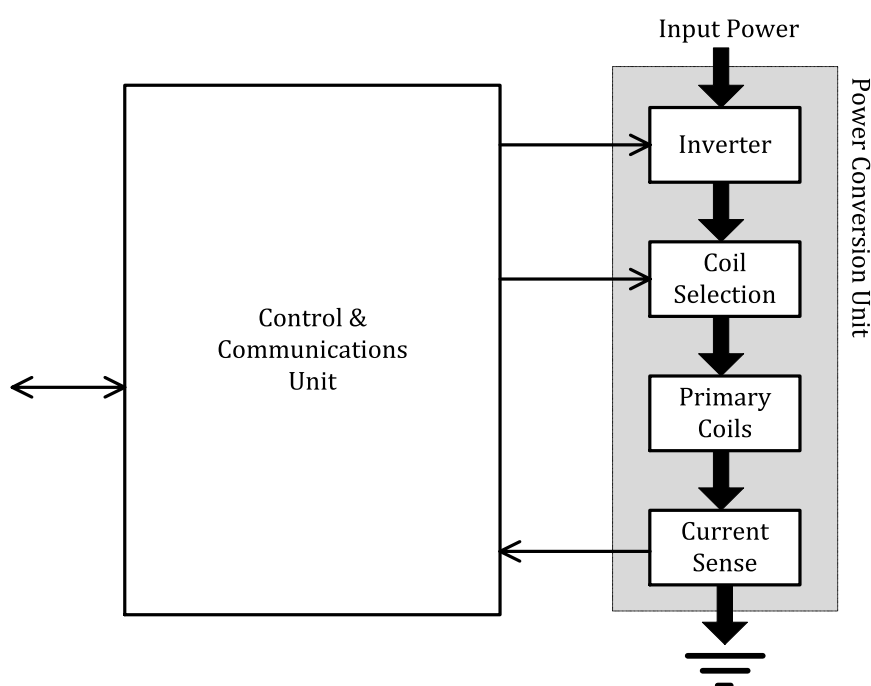 Input Power
Inverter
Coil
Selection
Control &
Communications
Unit
Primary
Coils
Current
Sense
Power Conversion Unit